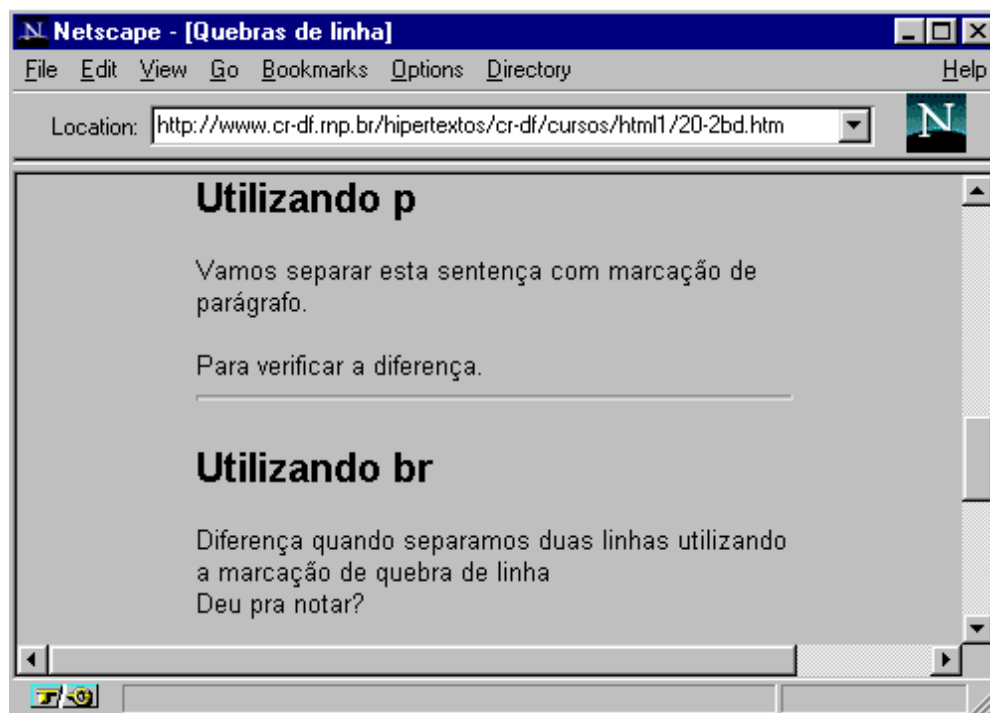 Netscape - [Quebras de linha]
File Edit View Go Bookmarks Options Directory Help
Location: http://www.cr-df.rnp.br/hipertextos/cr-df/cursos/html1/20-2bd.htm
N
Utilizando p
Vamos separar esta sentença com marcação de
parágrafo.
Para verificar a diferença.
Utilizando br
Diferença quando separamos duas linhas utilizando
a marcação de quebra de linha
Deu pra notar?